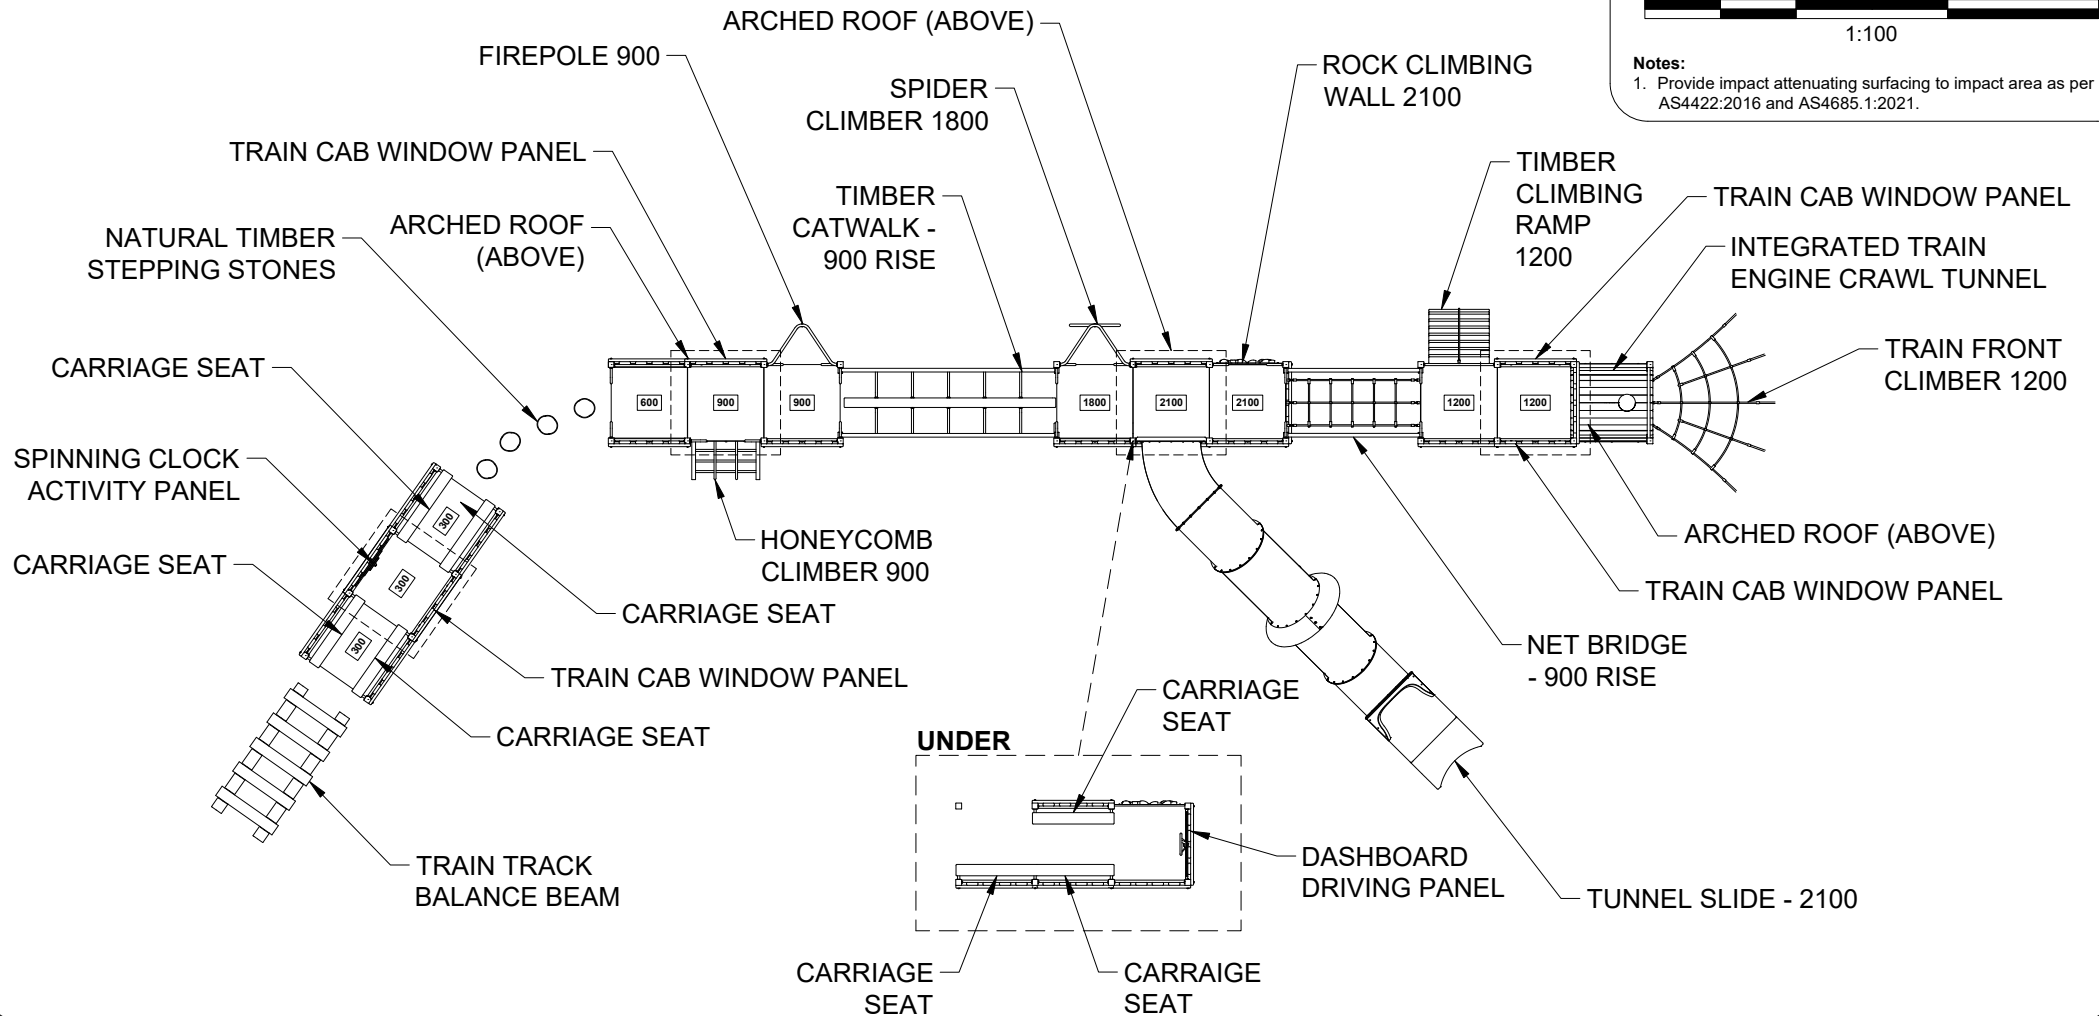 ARCHED ROOF (ABOVE)
1:100
Notes:
1. Provide impact attenuating surfacing to impact area as per
AS4422:2016 and AS4685.1:2021.
FIREPOLE 900
SPIDER
CLIMBER 1800
ROCK CLIMBING
WALL 2100
TRAIN CAB WINDOW PANEL
TIMBER
CATWALK -
900 RISE
TIMBER
CLIMBING
RAMP
1200
TRAIN CAB WINDOW PANEL
ARCHED ROOF
(ABOVE)
NATURAL TIMBER
STEPPING STONES
INTEGRATED TRAIN
ENGINE CRAWL TUNNEL
TRAIN FRONT
CLIMBER 1200
CARRIAGE SEAT
600
900
900
1800
2100
2100
1200
1200
SPINNING CLOCK
ACTIVITY PANEL
300
300
300
CARRIAGE SEAT
HONEYCOMB
CLIMBER 900
ARCHED ROOF (ABOVE)
TRAIN CAB WINDOW PANEL
CARRIAGE SEAT
NET BRIDGE
- 900 RISE
TRAIN CAB WINDOW PANEL
CARRIAGE SEAT
CARRIAGE
SEAT
UNDER
TRAIN TRACK
BALANCE BEAM
DASHBOARD
DRIVING PANEL
TUNNEL SLIDE - 2100
CARRIAGE
SEAT
CARRAIGE
SEAT